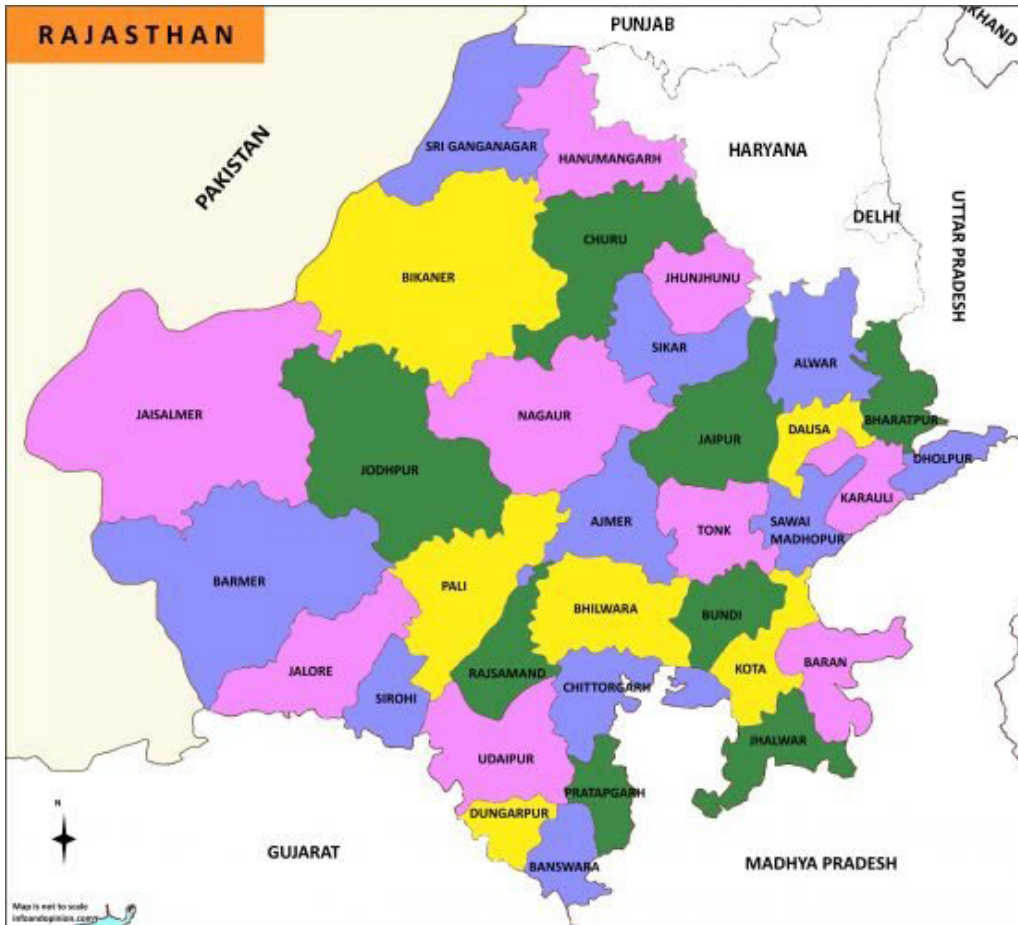 RAJASTHAN
PUNJAB
KHAND
PAKISTAN
SRI GANGANAGAR
HANUMANGARH
HARYANA
DELHI
UTTAR PRADESH
CHURU
BIKANER
JHUNJHUNU
SIKAR
ALWAR
JAISALMER
NAGAUR
JAIPUR
DAUSA
BHARATPUR
JODHPUR
DHOLPUR
KARAULI
AJMER
TONK
SAWAI
MADHOPUR
BARMER
PALI
BHILWARA
BUNDI
JALORE
RAJSAMAND
KOTA
BARAN
SIROHI
CHITTORGARH
JHALWAR
UDAIPUR
PRATAPGARH
DUNGARPUR
N
GUJARAT
BANSWARA
MADHYA PRADESH
Map is not to scale
infoandopinion.com